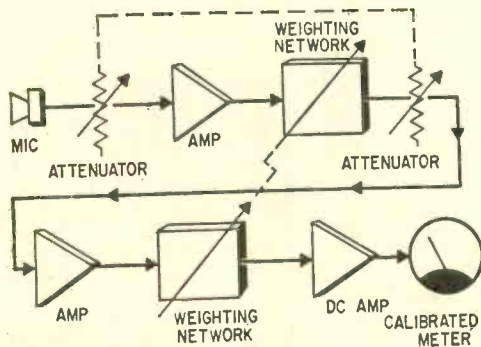 WEIGHTING
NETWORK
MIC
ATTENUATOR
AMP
ATTENUATOR
AMP
WEIGHTING
NETWORK
DC AMP
CALIBRATED
METER